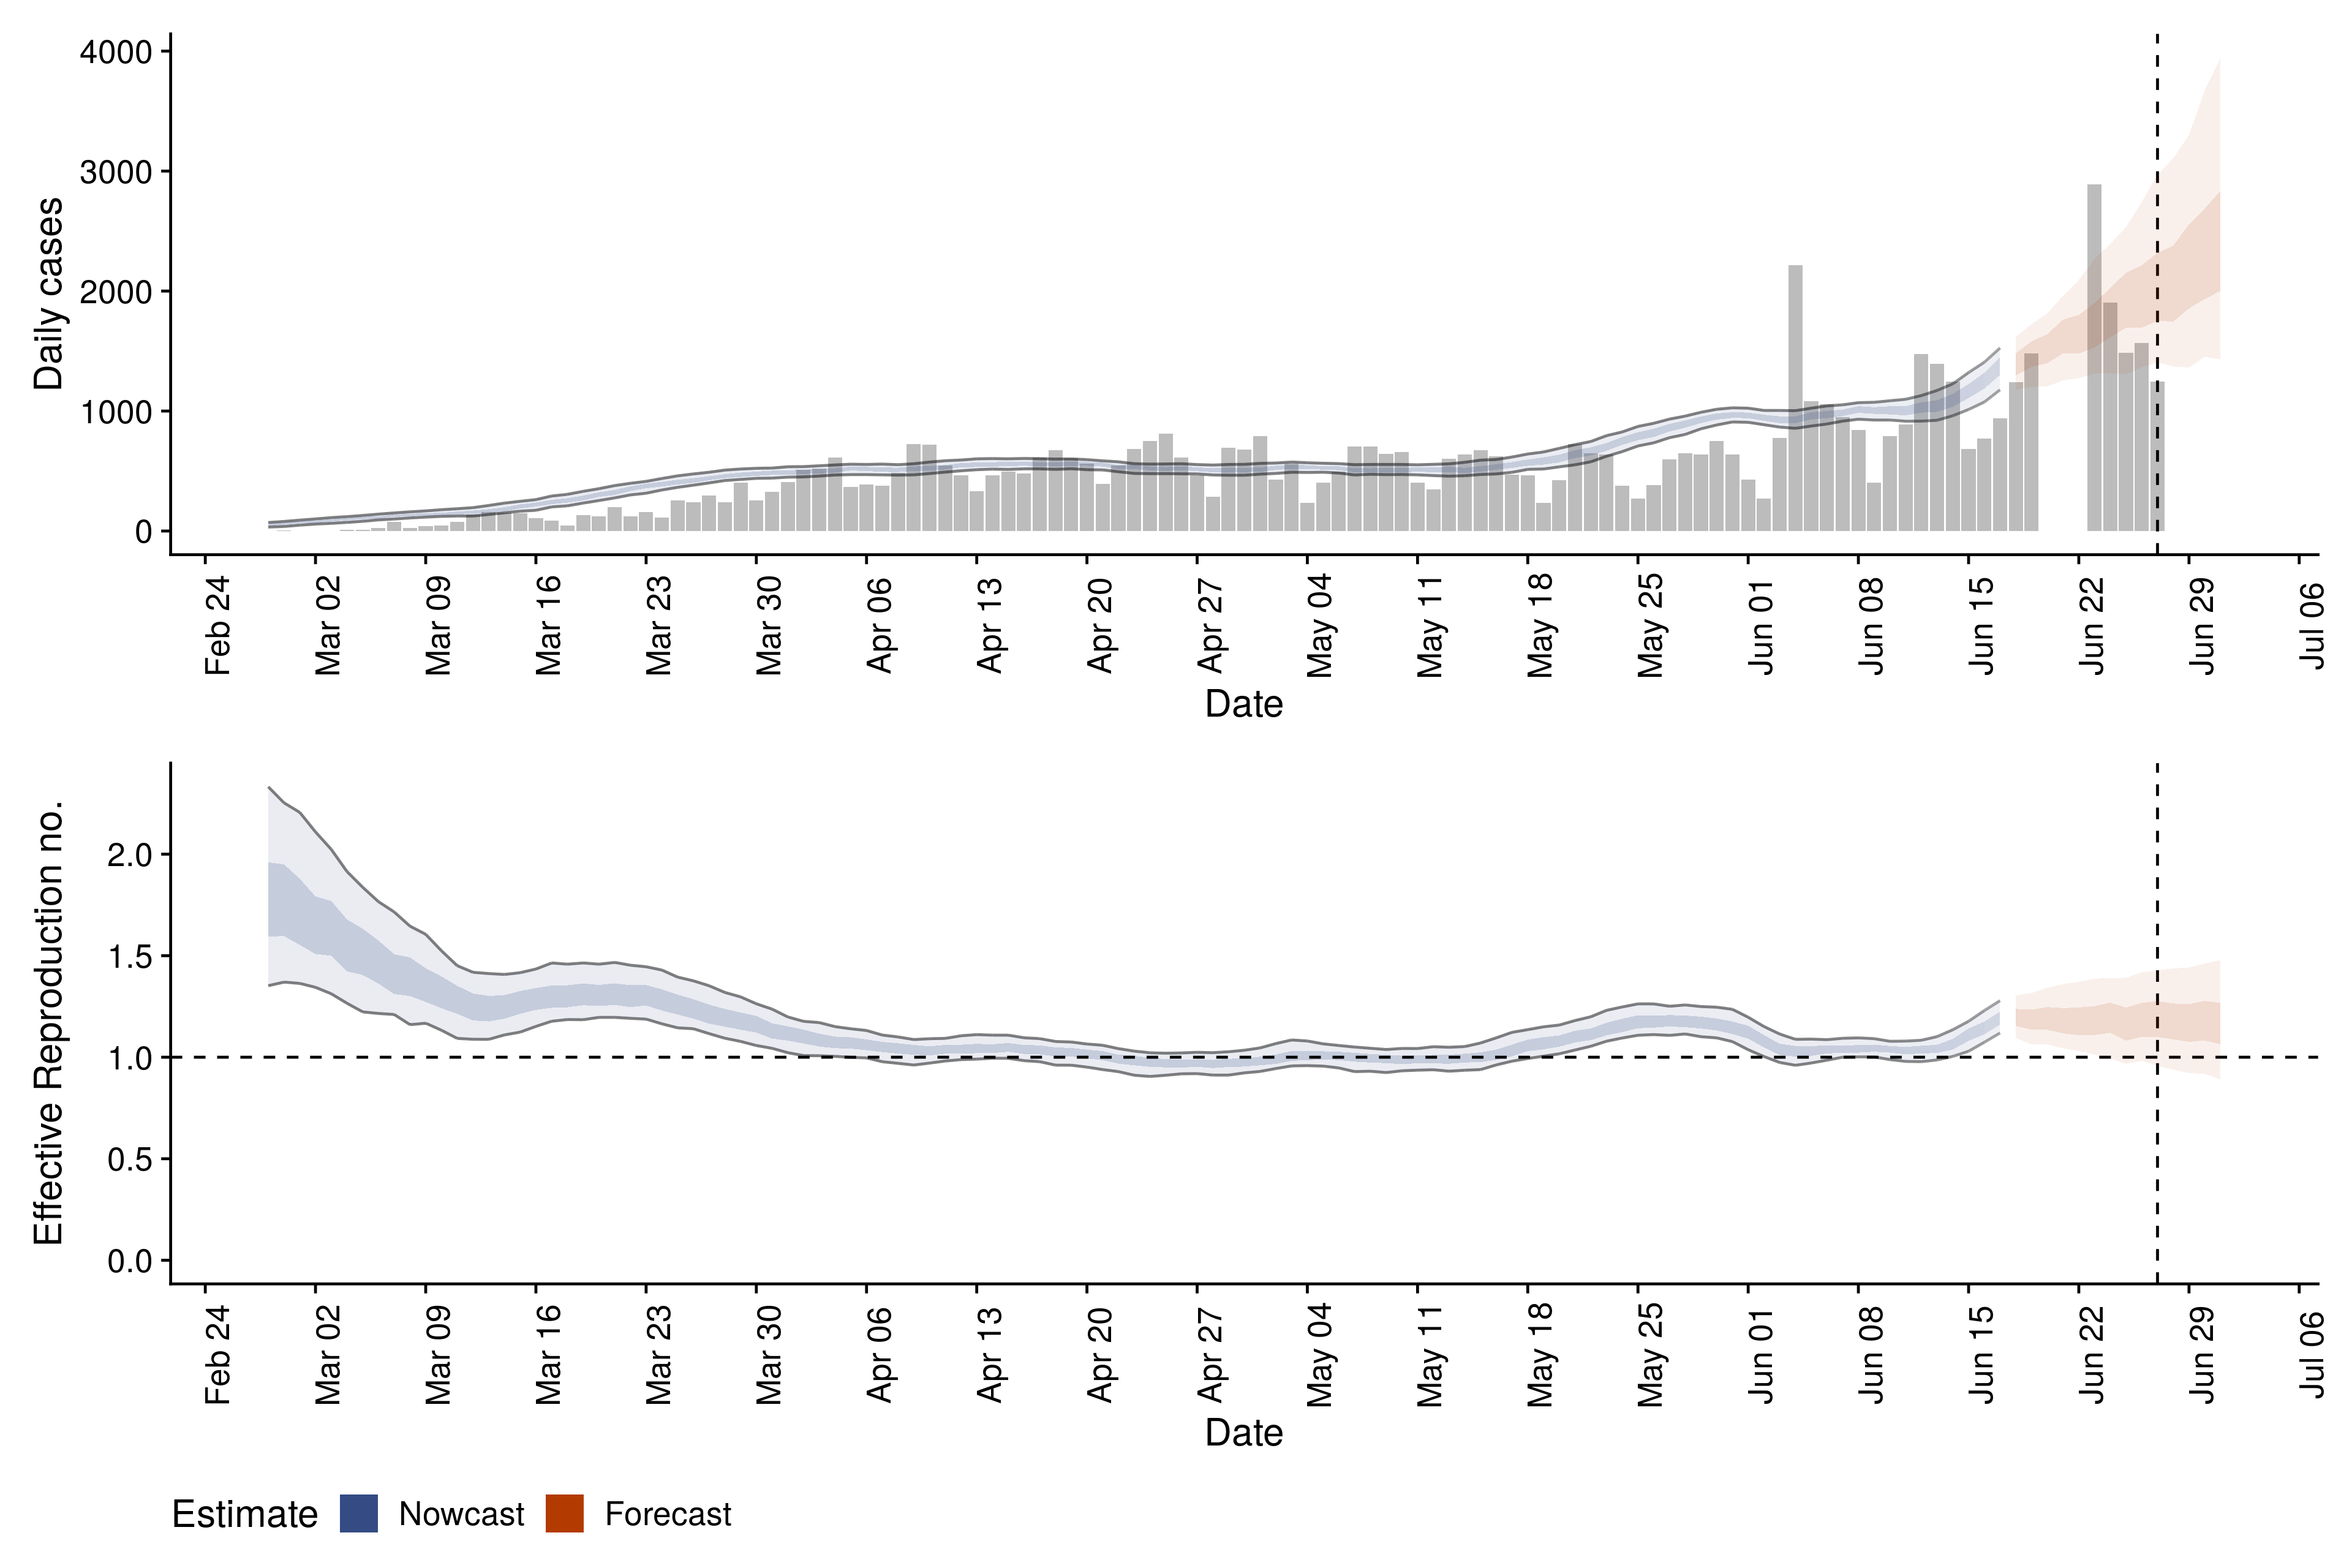 4000
3000
2000
1000
0
Daily cases
Feb 24
Mar 02
Mar 09
Mar 16
Mar 23
Mar 30
Apr 06
Apr 13
Apr 20
Apr 27
May 04
May 11
May 18
May 25
Jun 01
Jun 08
Jun 15
Jun 22
Jun 29
Jul 06
Date
2.0
1.5
1.0
0.5
0.0
Effective Reproduction no.
Feb 24
Mar 02
Mar 09
Mar 16
Mar 23
Mar 30
Apr 06
Apr 13
Apr 20
Apr 27
May 04
May 11
May 18
May 25
Jun 01
Jun 08
Jun 15
Jun 22
Jun 29
Jul 06
Date
Estimate Nowcast Forecast